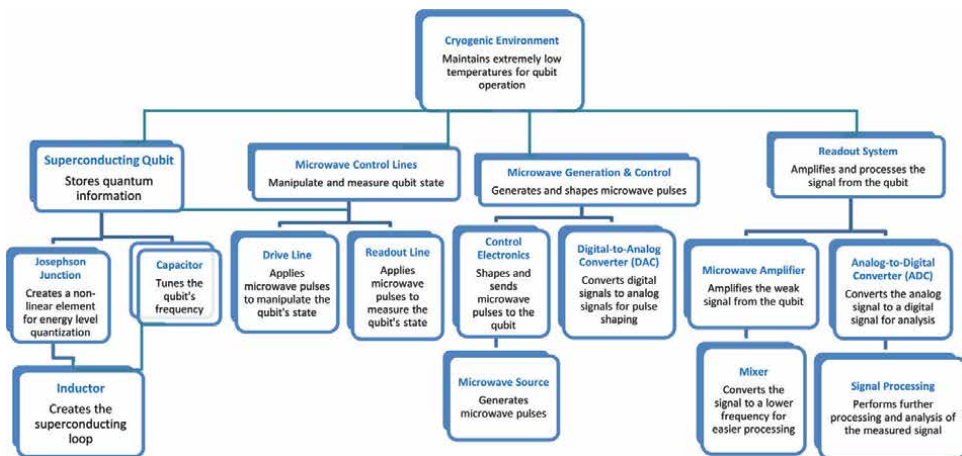 Cryogenic Environment
Maintains extremely low
temperatures for qubit
operation
Superconducting Qubit
Stores quantum
information
Microwave Control Lines
Manipulate and measure qubit state
Microwave Generation & Control
Generates and shapes microwave pulses
Readout System
Amplifies and processes the
signal from the qubit
Josephson
Junction
Creates a non-
linear element
for energy level
quantization
Capacitor
Tunes the
qubit's
frequency
Drive Line
Applies
microwave pulses
to manipulate the
qubit's state
Readout Line
Applies
microwave
pulses to
measure the
qubit's state
Control
Electronics
Shapes and
sends
microwave
pulses to the
qubit
Digital-to-Analog
Converter (DAC)
Converts digital
signals to analog
signals for pulse
shaping
Microwave Amplifier
Amplifies the weak
signal from the qubit
Analog-to-Digital
Converter (ADC)
Converts the analog
signal to a digital
signal for analysis
Inductor
Creates the
superconducting
loop
Microwave Source
Generates
microwave pulses
Mixer
Converts the
signal to a lower
frequency for
easier processing
Signal Processing
Performs further
processing and analysis of
the measured signal